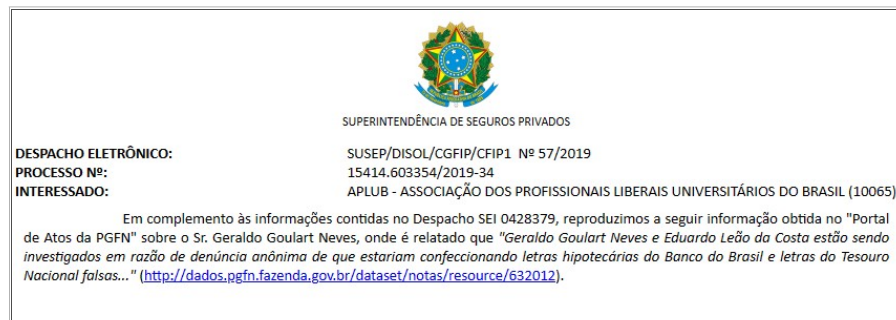 SUPERINTENDÊNCIA DE SEGUROS PRIVADOS
DESPACHO ELETRÔNICO: SUSEP/DISOL/CGFIP/CFIP1 Nº 57/2019
PROCESSO Nº: 15414.603354/2019-34
INTERESSADO: APLUB - ASSOCIAÇÃO DOS PROFISSIONAIS LIBERAIS UNIVERSITÁRIOS DO BRASIL (10065)
Em complemento às informações contidas no Despacho SEI 0428379, reproduzimos a seguir informação obtida no "Portal
de Atos da PGFN" sobre o Sr. Geraldo Goulart Neves, onde é relatado que "Geraldo Goulart Neves e Eduardo Leão da Costa estão sendo
investigados em razão de denúncia anônima de que estariam confeccionando letras hipotecárias do Banco do Brasil e letras do Tesouro
Nacional falsas..." (http://dados.pgfn.fazenda.gov.br/dataset/notas/resource/632012).